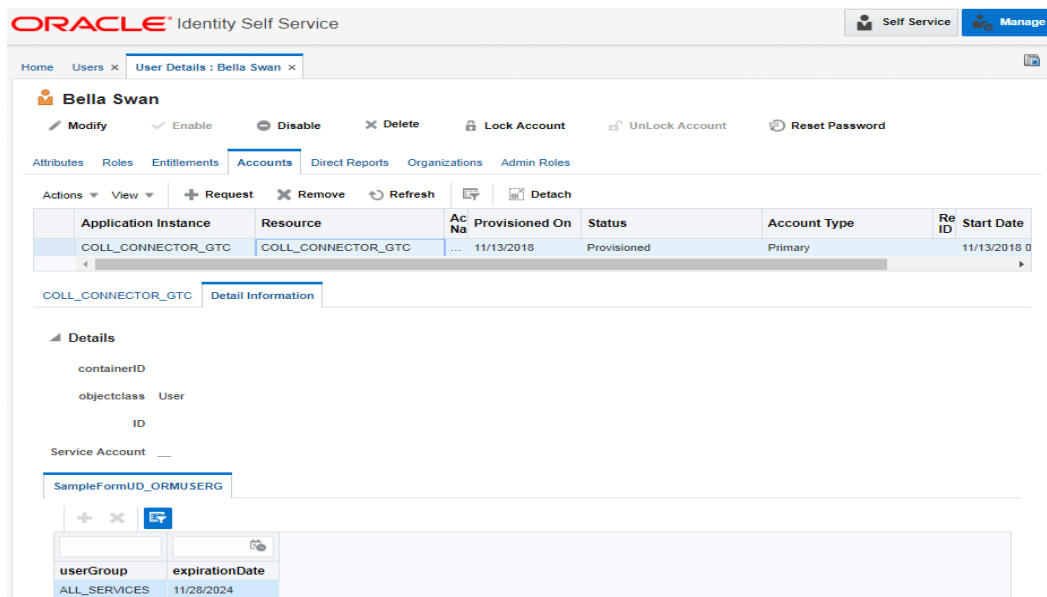 ORACLE® Identity Self Service
Self Service
Manage
Home Users × User Details : Bella Swan ×
Bella Swan
Modify Enable Disable Delete Lock Account UnLock Account Reset Password
Attributes Roles Entitlements Accounts Direct Reports Organizations Admin Roles
Actions View Request Remove Refresh Detach
Application Instance Resource Ac Na Provisioned On Status Account Type Re ID Start Date
COLL_CONNECTOR_GTC COLL_CONNECTOR_GTC ... 11/13/2018 Provisioned Primary 11/13/2018 0
COLL_CONNECTOR_GTC Detail Information
Details
containerID
objectclass User
ID
Service Account __
SampleFormUD_ORMUSERG
userGroup expirationDate
ALL_SERVICES 11/28/2024